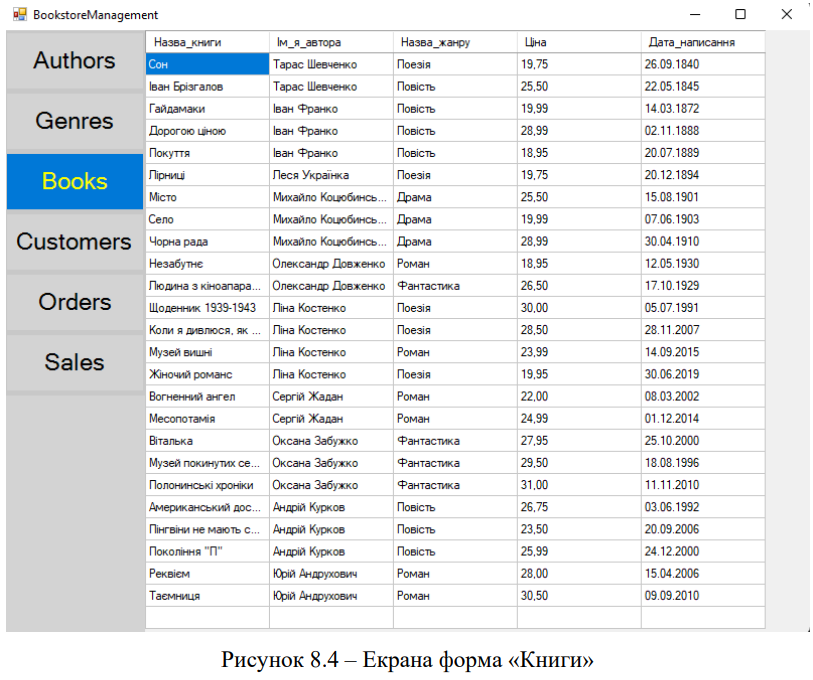 BookstoreManagement
Authors
Genres
Books
Customers
Orders
Sales
Назва_книги Ім_я_автора Назва_жанру Ціна Дата_написання
Сон Тарас Шевченко Поезія 19,75 26.09.1840
Іван Брізгалов Тарас Шевченко Повість 25,50 22.05.1845
Гайдамаки Іван Франко Повість 19,99 14.03.1872
Дорогою ціною Іван Франко Повість 28,99 02.11.1888
Покуття Іван Франко Повість 18,95 20.07.1889
Лірниці Леся Українка Поезія 19,75 20.12.1894
Місто Михайло Коцюбинсь... Драма 25,50 15.08.1901
Село Михайло Коцюбинсь... Драма 19,99 07.06.1903
Чорна рада Михайло Коцюбинсь... Драма 28,99 30.04.1910
Незабутнє Олександр Довженко Роман 18,95 12.05.1930
Людина з кіноапара... Олександр Довженко Фантастика 26,50 17.10.1929
Щоденник 1939-1943 Ліна Костенко Поезія 30,00 05.07.1991
Коли я дивлюся, як ... Ліна Костенко Поезія 28,50 28.11.2007
Музей вишні Ліна Костенко Роман 23,99 14.09.2015
Жіночий романс Ліна Костенко Поезія 19,95 30.06.2019
Вогненний ангел Сергій Жадан Роман 22,00 08.03.2002
Месопотамія Сергій Жадан Роман 24,99 01.12.2014
Віталька Оксана Забужко Фантастика 27,95 25.10.2000
Музей покинутих се... Оксана Забужко Фантастика 29,50 18.08.1996
Полонинські хроніки Оксана Забужко Фантастика 31,00 11.11.2010
Американський дос... Андрій Курков Повість 26,75 03.06.1992
Пінгвіни не мають с... Андрій Курков Повість 23,50 20.09.2006
Покоління "П" Андрій Курков Повість 25,99 24.12.2000
Реквієм Юрій Андрухович Роман 28,00 15.04.2006
Таємниця Юрій Андрухович Роман 30,50 09.09.2010
Рисунок 8.4 – Екрана форма «Книги»